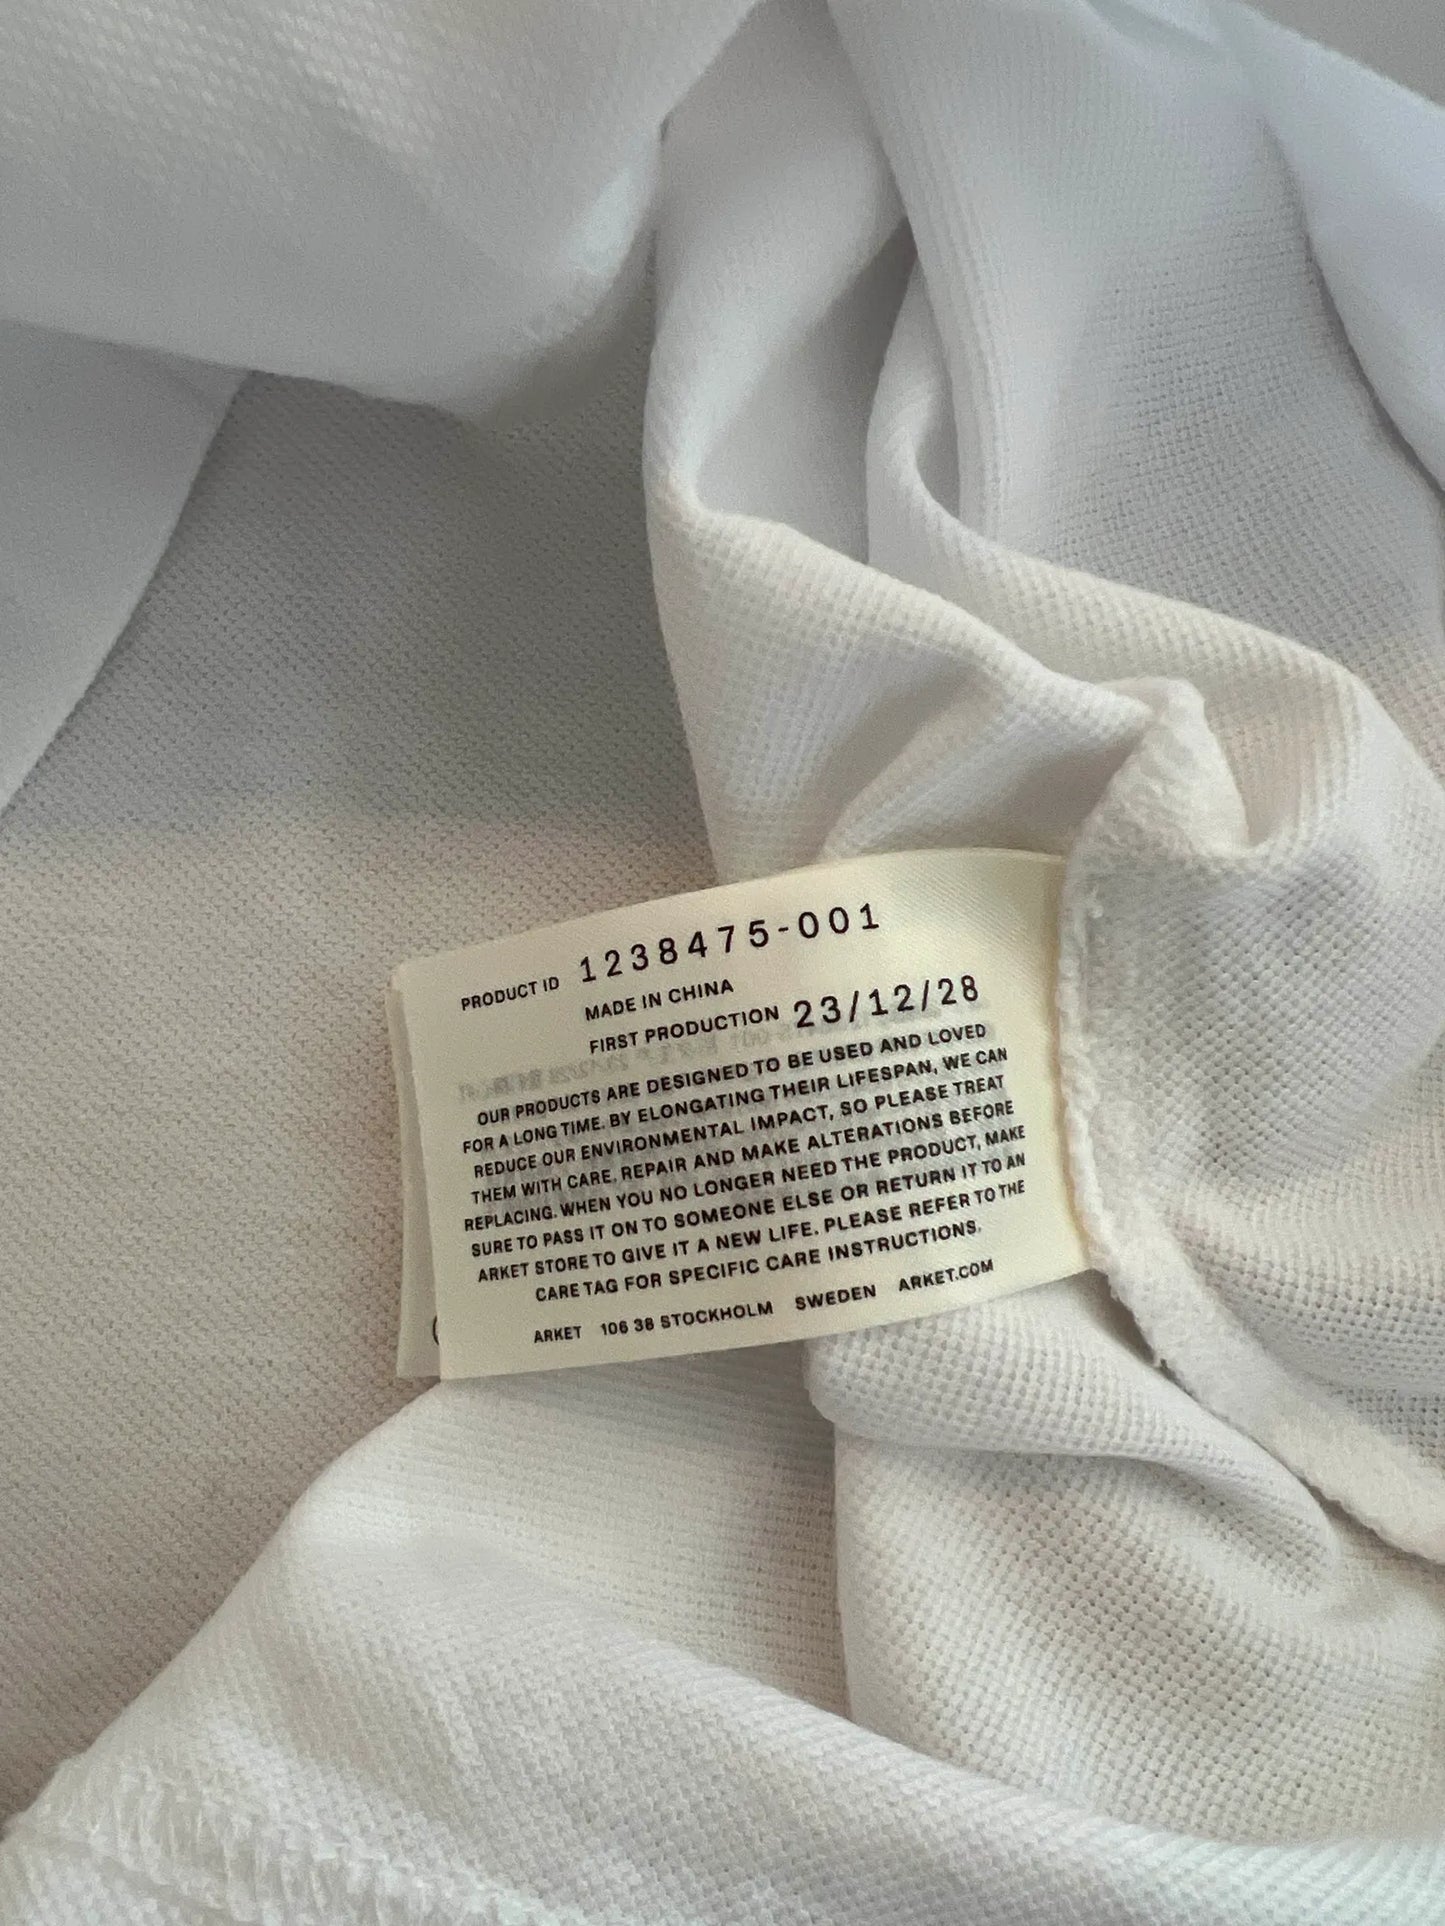 PRODUCT ID 1238475-001
MADE IN CHINA
FIRST PRODUCTION 23/12/28
OUR PRODUCTS ARE DESIGNED TO BE USED AND LOVED
FOR A LONG TIME. BY ELONGATING THEIR LIFESPAN, WE CAN
REDUCE OUR ENVIRONMENTAL IMPACT, SO PLEASE TREAT
THEM WITH CARE, REPAIR AND MAKE ALTERATIONS BEFORE
REPLACING. WHEN YOU NO LONGER NEED THE PRODUCT, MAKE
SURE TO PASS IT ON TO SOMEONE ELSE OR RETURN IT TO AN
ARKET STORE TO GIVE IT A NEW LIFE. PLEASE REFER TO THE
CARE TAG FOR SPECIFIC CARE INSTRUCTIONS.
ARKET 106 38 STOCKHOLM SWEDEN ARKET.COM